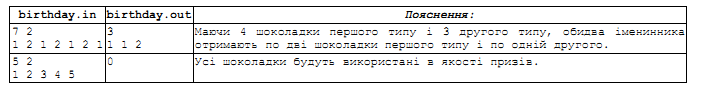 birthday.in birthday.out Пояснення:
7 2 3 Маючи 4 шоколадки першого типу і 3 другого типу, обидва іменинника
1 2 1 2 1 2 1 1 1 2 отримають по дві шоколадки першого типу і по одній другого.
5 2 0 Усі шоколадки будуть використані в якості призів.
1 2 3 4 5